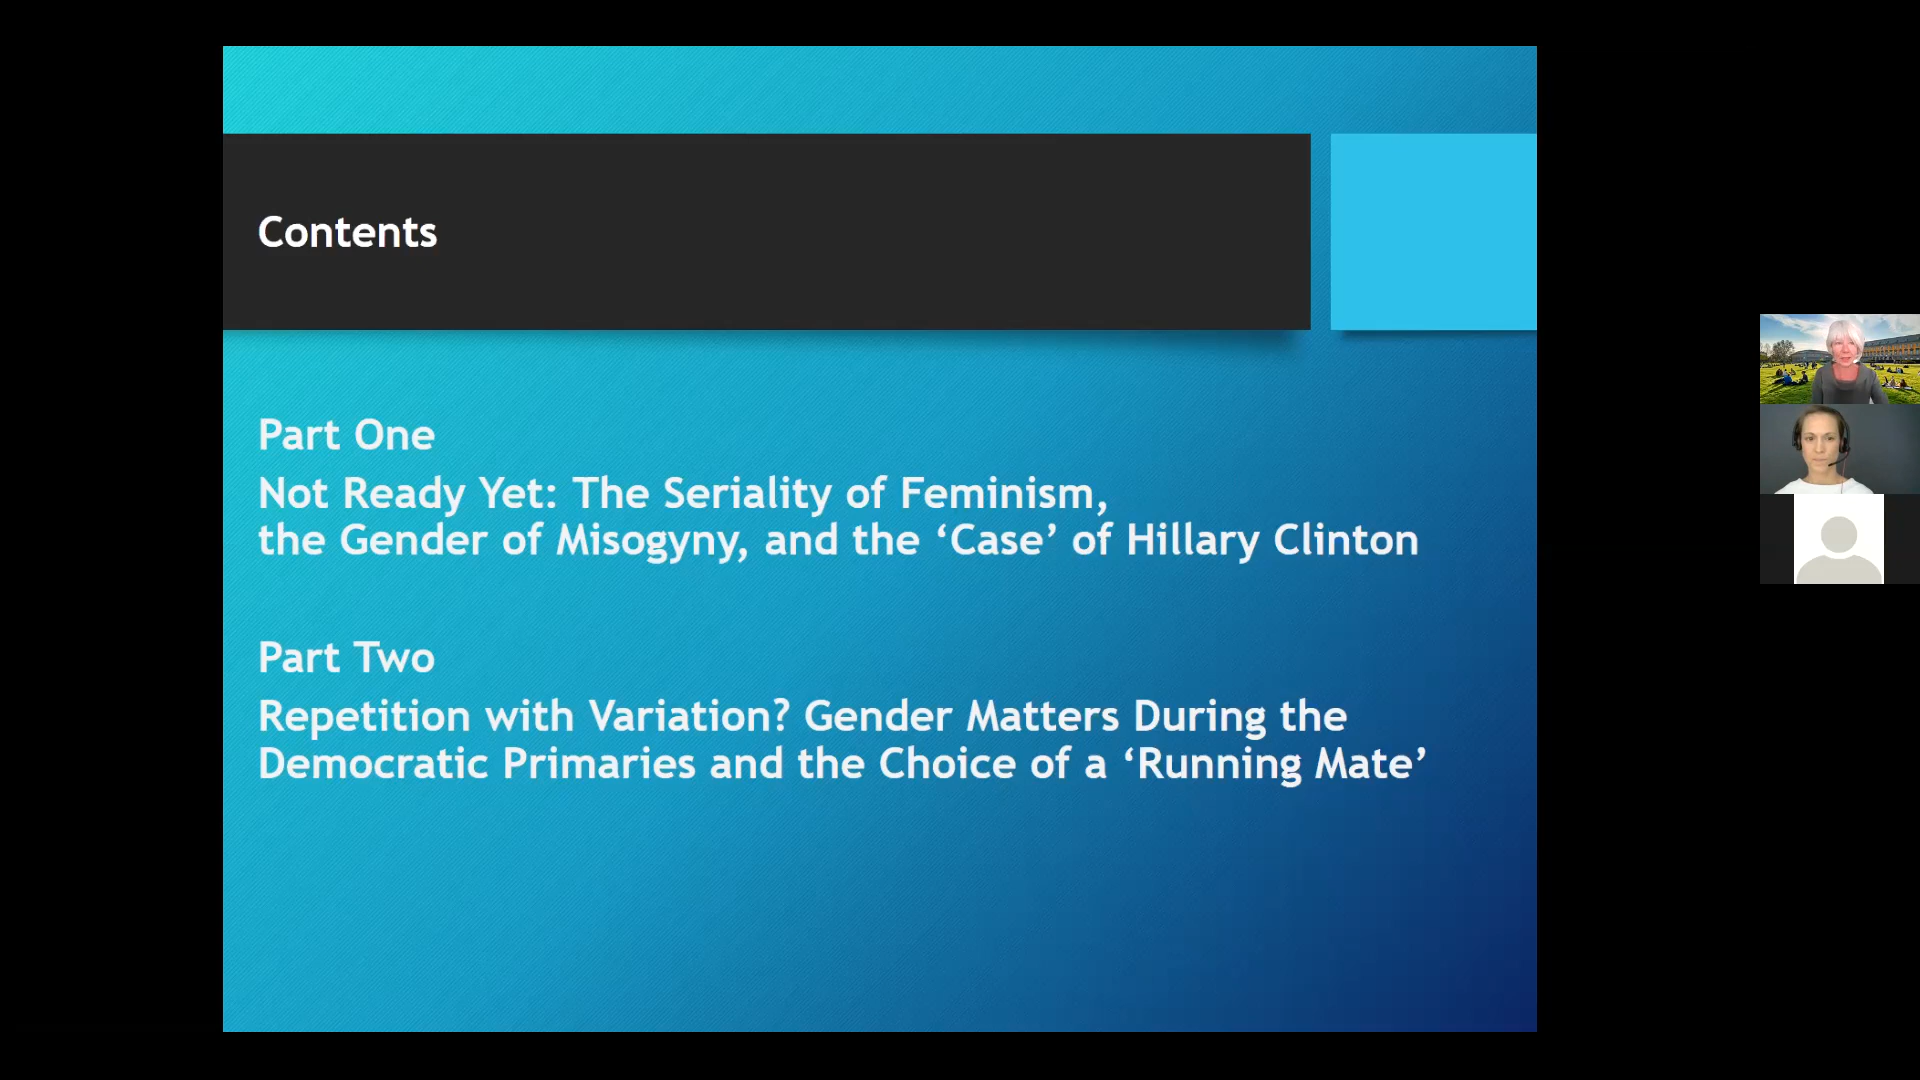 Contents
Part One
Not Ready Yet: The Seriality of Feminism,
the Gender of Misogyny, and the ‘Case’ of Hillary Clinton
Part Two
Repetition with Variation? Gender Matters During the
Democratic Primaries and the Choice of a ‘Running Mate’